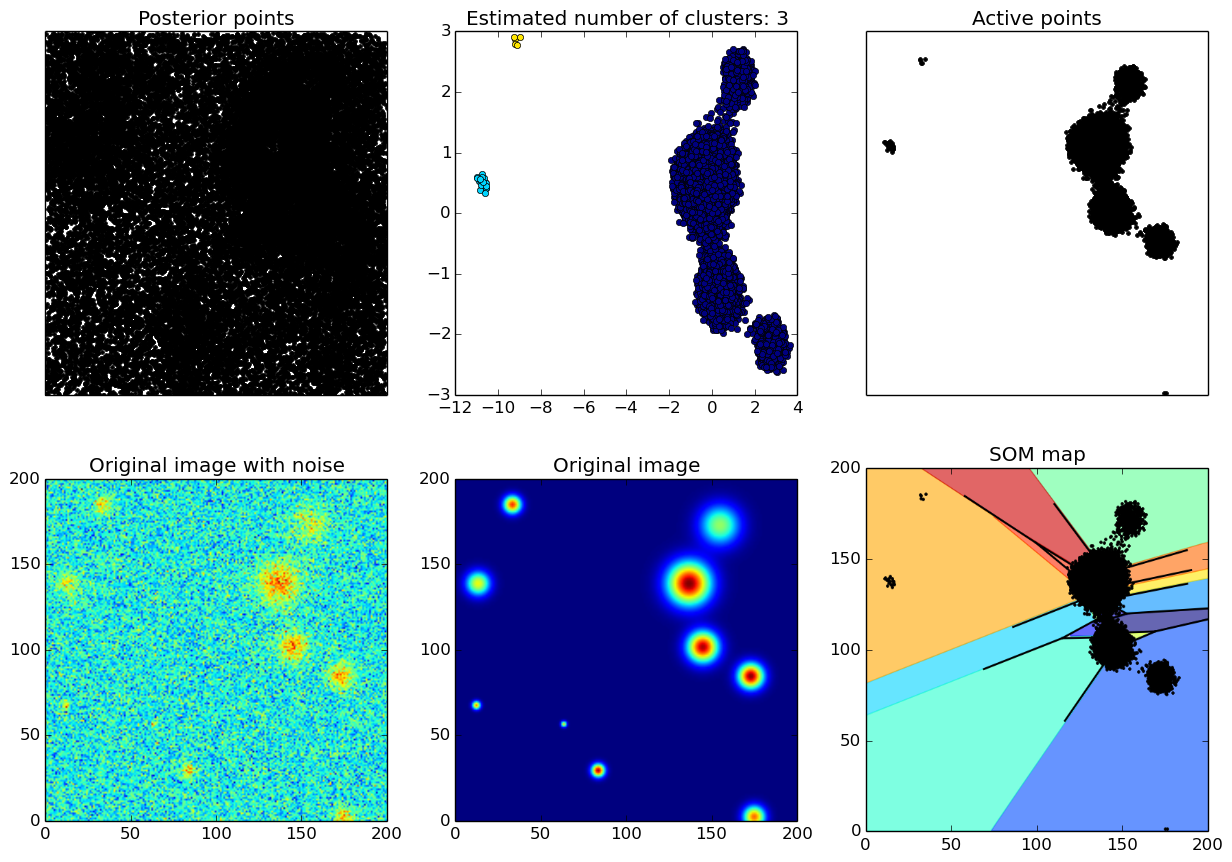 Posterior points
Estimated number of clusters: 3
Active points
3
2
1
0
−1
−2
−3
−12 −10 −8 −6 −4 −2 0 2 4
Original image with noise
Original image
SOM map
200
150
100
50
0
0 50 100 150 200
200
150
100
50
0
0 50 100 150 200
200
150
100
50
0
0 50 100 150 200